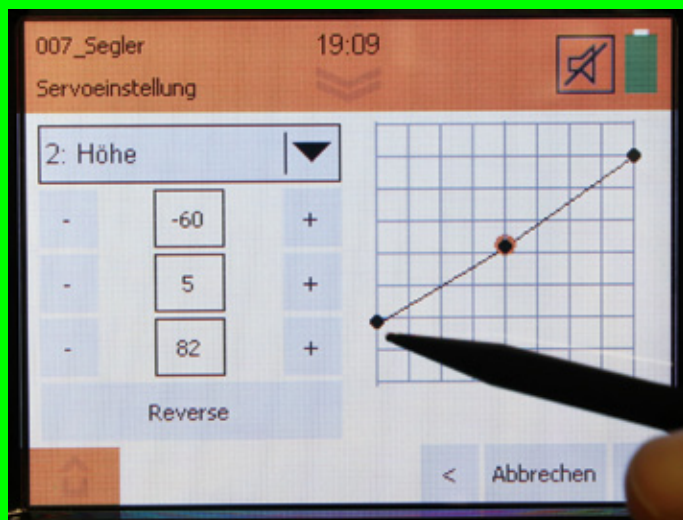 007_Segler 19:09
Servoeinstellung
2: Höhe
- -60 +
- 5 +
- 82 +
Reverse
< Abbrechen